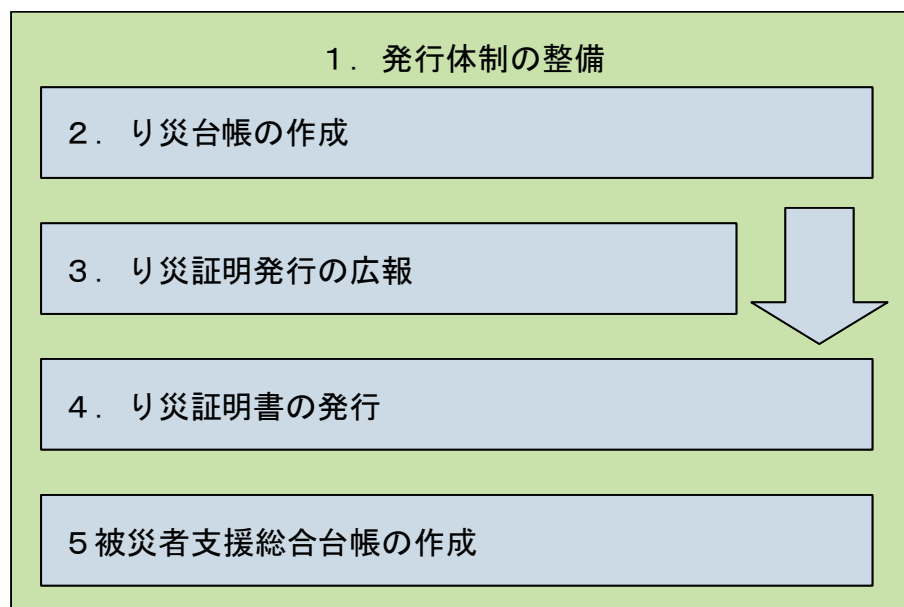 １．発行体制の整備
２．り災台帳の作成
３．り災証明発行の広報
４．り災証明書の発行
５被災者支援総合台帳の作成